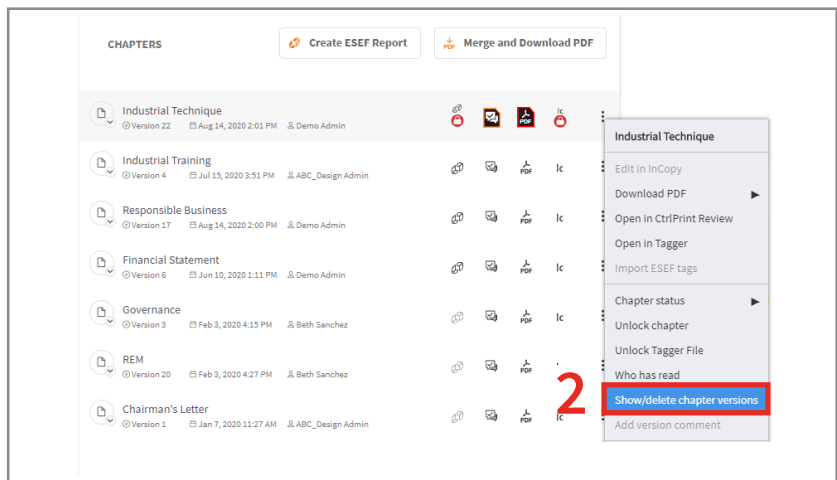 CHAPTERS
Create ESEF Report
PDF Merge and Download PDF
Industrial Technique
Version 22 Aug 14, 2020 2:01 PM Demo Admin
PDF
Ic
Industrial Training
Version 4 Jul 15, 2020 3:51 PM ABC_Design Admin
PDF
Ic
Responsible Business
Version 17 Aug 14, 2020 2:00 PM Demo Admin
PDF
Ic
Financial Statement
Version 6 Jun 10, 2020 1:11 PM Demo Admin
PDF
Ic
Governance
Version 3 Feb 3, 2020 4:15 PM Beth Sanchez
PDF
Ic
REM
Version 20 Feb 3, 2020 4:27 PM Beth Sanchez
PDF
Chairman's Letter
Version 1 Jan 7, 2020 11:27 AM ABC_Design Admin
PDF
Ic
2
Industrial Technique
Edit in InCopy
Download PDF
Open in CtrlPrint Review
Open in Tagger
Import ESEF tags
Chapter status
Unlock chapter
Unlock Tagger File
Who has read
Show/delete chapter versions
Add version comment